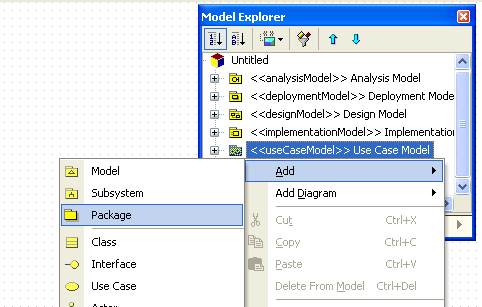 Model Explorer
Untitled
<<analysisModel>> Analysis Model
<<deploymentModel>> Deployment Mode
<<designModel>> Design Model
<<implementationModel>> Implementation
<<useCaseModel>> Use Case Model
Model
Subsystem
Package
Class
Interface
Use Case
Actor
Add
Add Diagram
Cut Ctrl+X
Copy Ctrl+C
Paste Ctrl+V
Delete From Model Ctrl+Del